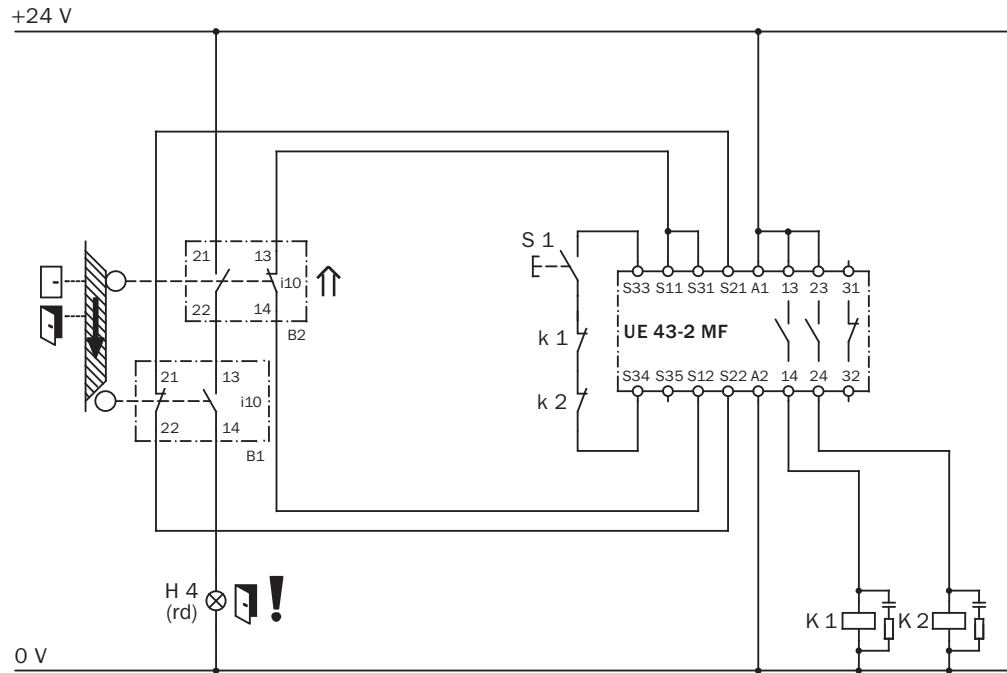 +24 V
21 13
i10
22 14
B2
21 13
i10
22 14
B1
S 1
k 1
k 2
S33 S11 S31 S21 A1 13 23 31
UE 43-2 MF
S34 S35 S12 S22 A2 14 24 32
H 4
(rd)
!
K 1
K 2
0 V